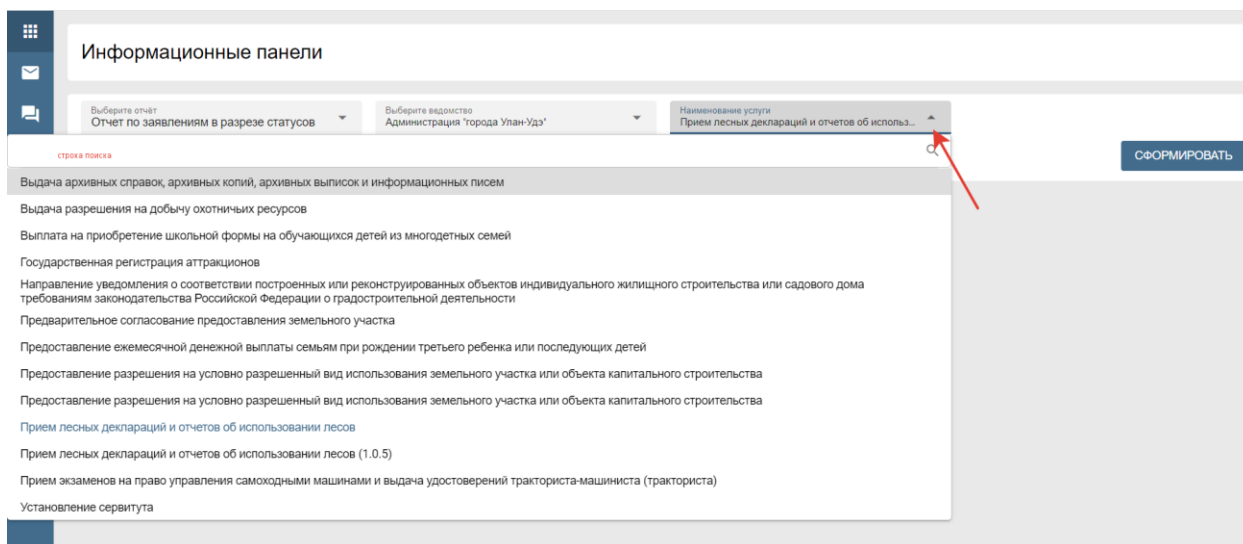 Информационные панели
Выберите отчёт
Отчет по заявлениям в разрезе статусов
Выберите ведомство
Администрация "города Улан-Удэ"
Наименование услуги
Прием лесных деклараций и отчетов об использ...
строка поиска
СФОРМИРОВАТЬ
Выдача архивных справок, архивных копий, архивных выписок и информационных писем
Выдача разрешения на добычу охотничьих ресурсов
Выплата на приобретение школьной формы на обучающихся детей из многодетных семей
Государственная регистрация аттракционов
Направление уведомления о соответствии построенных или реконструированных объектов индивидуального жилищного строительства или садового дома
требованиям законодательства Российской Федерации о градостроительной деятельности
Предварительное согласование предоставления земельного участка
Предоставление ежемесячной денежной выплаты семьям при рождении третьего ребенка или последующих детей
Предоставление разрешения на условно разрешенный вид использования земельного участка или объекта капитального строительства
Предоставление разрешения на условно разрешенный вид использования земельного участка или объекта капитального строительства
Прием лесных деклараций и отчетов об использовании лесов
Прием лесных деклараций и отчетов об использовании лесов (1.0.5)
Прием экзаменов на право управления самоходными машинами и выдача удостоверений тракториста-машиниста (тракториста)
Установление сервитута